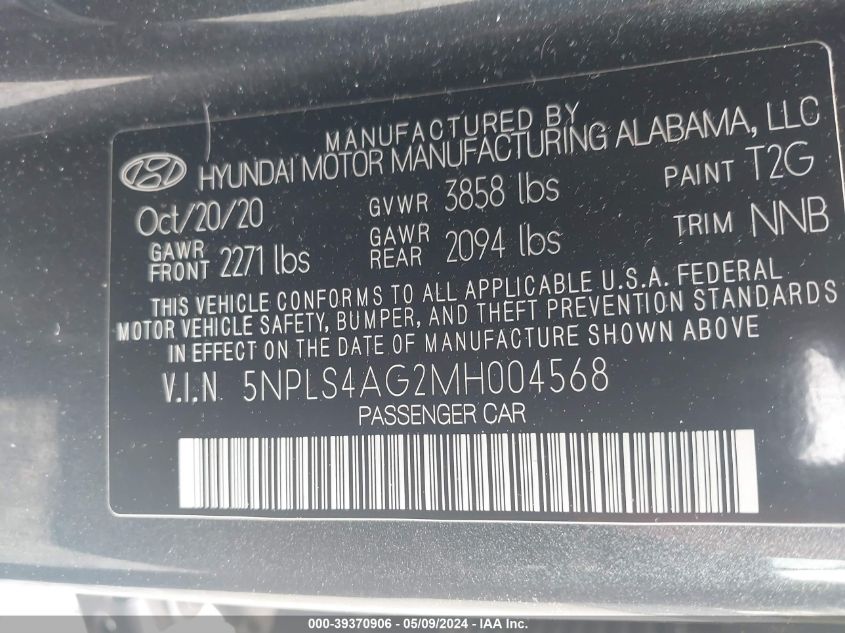 MANUFACTURED BY
HYUNDAI MOTOR MANUFACTURING ALABAMA, LLC
Oct/20/20 GVWR 3858 lbs PAINT T2G
GAWR FRONT 2271 lbs GAWR REAR 2094 lbs TRIM NNB
THIS VEHICLE CONFORMS TO ALL APPLICABLE U.S.A. FEDERAL
MOTOR VEHICLE SAFETY, BUMPER, AND THEFT PREVENTION STANDARDS
IN EFFECT ON THE DATE OF MANUFACTURE SHOWN ABOVE
V.I.N 5NPLS4AG2MH004568
PASSENGER CAR
000-39370906 - 05/09/2024 - IAA Inc.